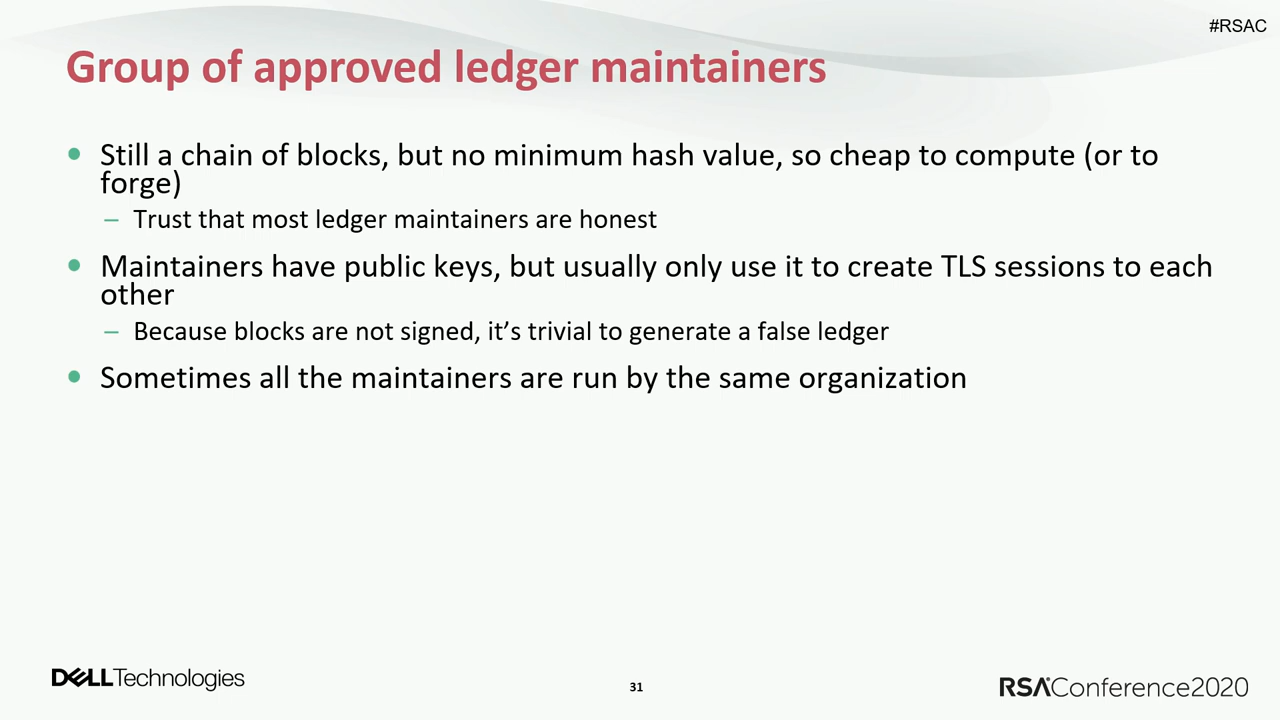 #RSAC
Group of approved ledger maintainers
• Still a chain of blocks, but no minimum hash value, so cheap to compute (or to
forge)
– Trust that most ledger maintainers are honest
• Maintainers have public keys, but usually only use it to create TLS sessions to each
other
– Because blocks are not signed, it’s trivial to generate a false ledger
• Sometimes all the maintainers are run by the same organization
DELLTechnologies
31
RSAConference2020